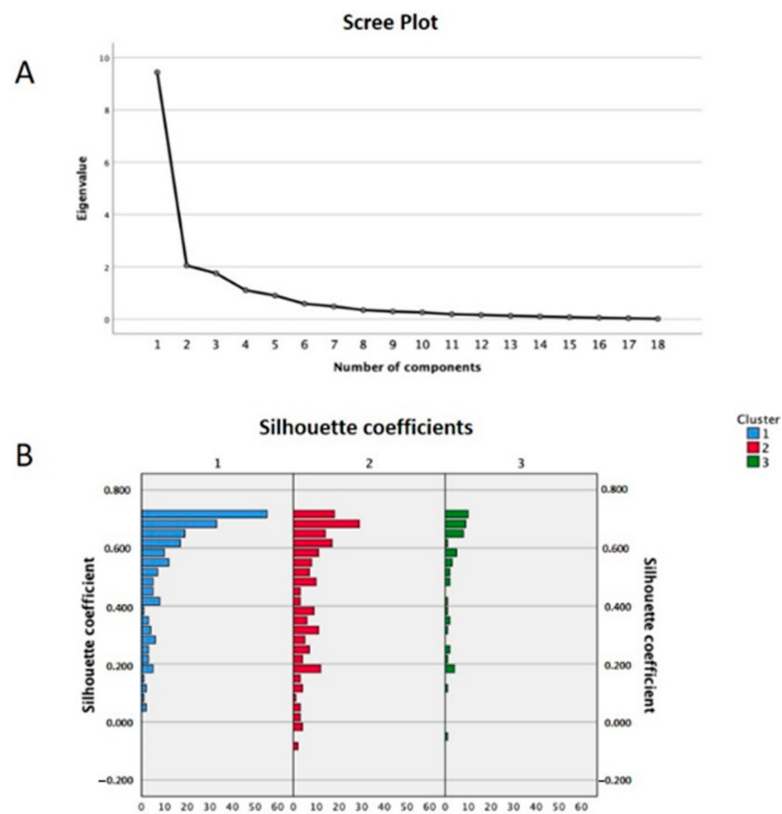 Scree Plot
A
10
8
6
4
2
0
Eigenvalue
1 2 3 4 5 6 7 8 9 10 11 12 13 14 15 16 17 18
Number of components
Silhouette coefficients
B
Cluster
1
2
3
1 2 3
0.800 0.800
0.600 0.600
0.400 0.400
0.200 0.200
0.000 0.000
−0.200 −0.200
Silhouette coefficient
Silhouette coefficient
0 10 20 30 40 50 60 0 10 20 30 40 50 60 0 10 20 30 40 50 60